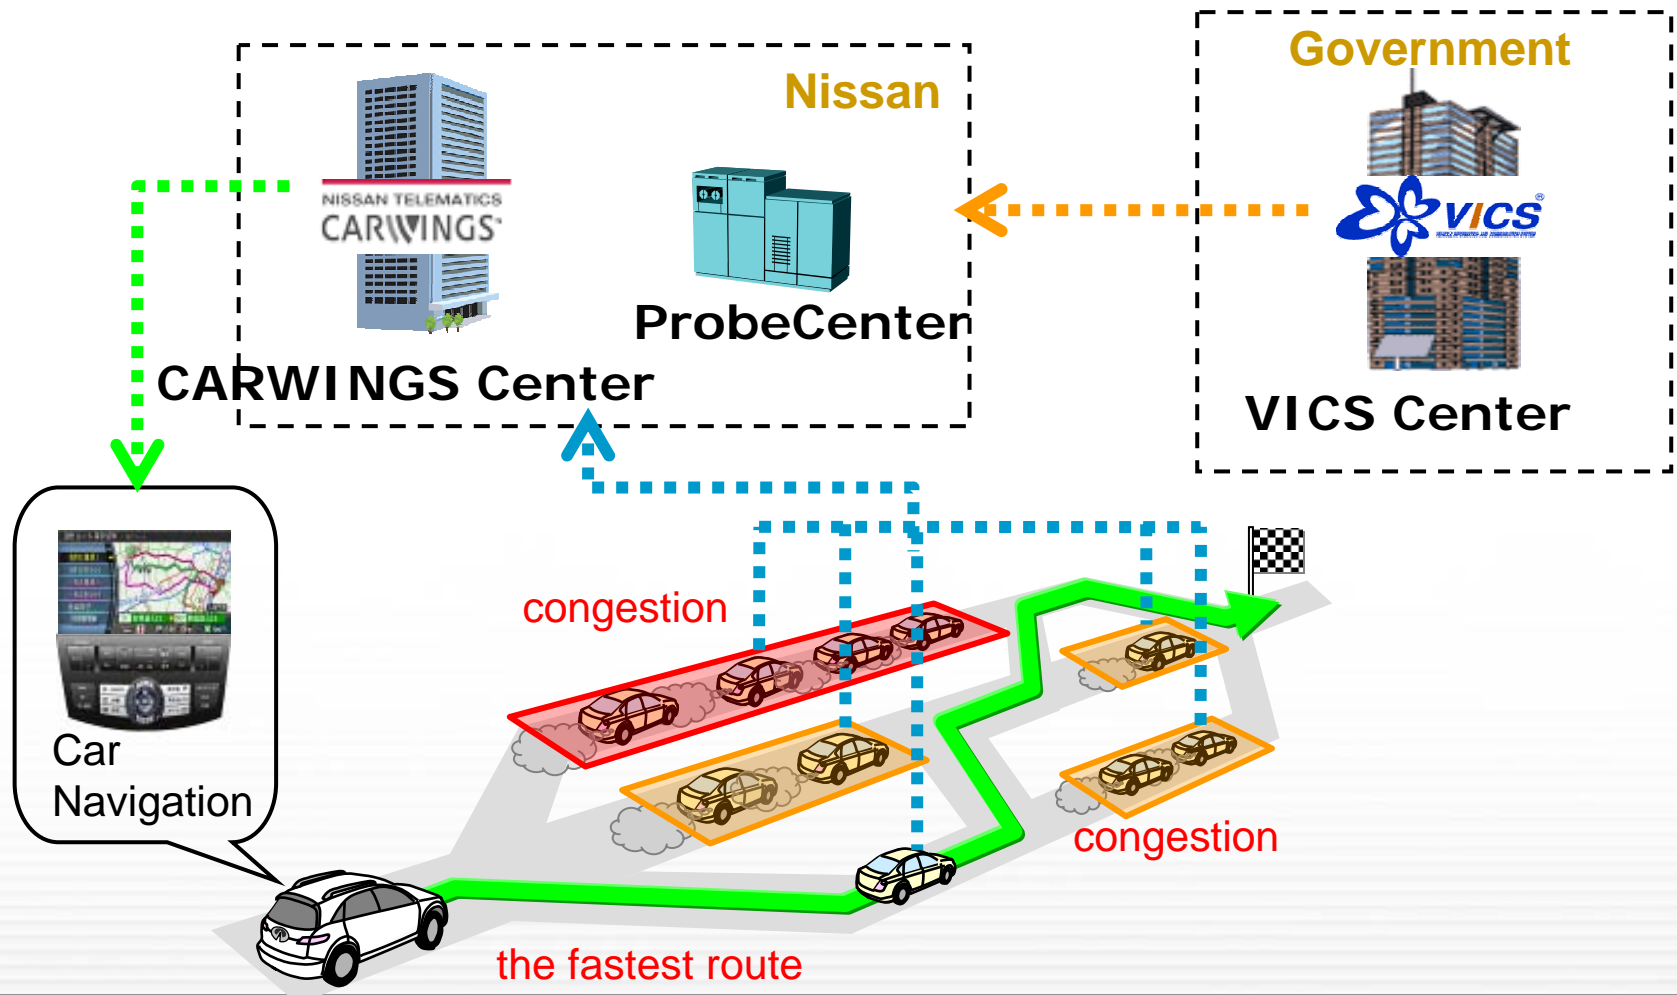 Government
Nissan
NISSAN TELEMATICS
CARWINGS
VICS
ProbeCenter
CARWINGS Center
VICS Center
congestion
Car
Navigation
congestion
the fastest route